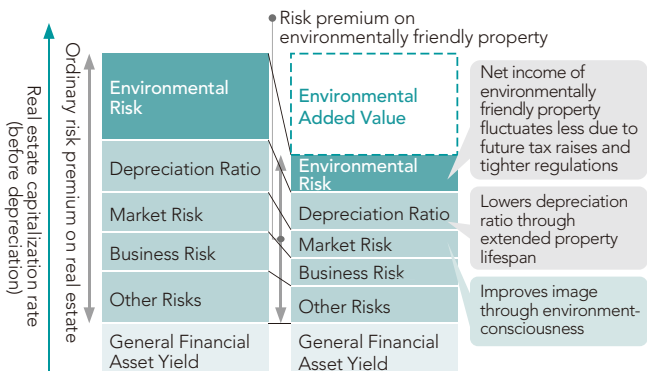 Risk premium on
environmentally friendly property
Real estate capitalization rate
(before depreciation)
Ordinary risk premium on real estate
Environmental
Risk
Depreciation Ratio
Market Risk
Business Risk
Other Risks
General Financial
Asset Yield
Environmental
Added Value
Environmental
Risk
Depreciation Ratio
Market Risk
Business Risk
Other Risks
General Financial
Asset Yield
Net income of
environmentally
friendly property
fluctuates less due to
future tax raises and
tighter regulations
Lowers depreciation
ratio through
extended property
lifespan
Improves image
through environment-
consciousness